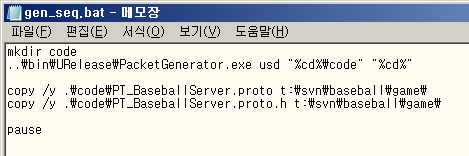 gen_seq.bat - 메모장
파일(F) 편집(E) 서식(O) 보기(V) 도움말(H)
mkdir code
..₩bin₩URelease₩PacketGenerator.exe usd "%cd%₩code" "%cd%"
copy /y .₩code₩PT_BaseballServer.proto t:₩svn₩baseball₩game₩
copy /y .₩code₩PT_BaseballServer.proto.h t:₩svn₩baseball₩game₩
pause